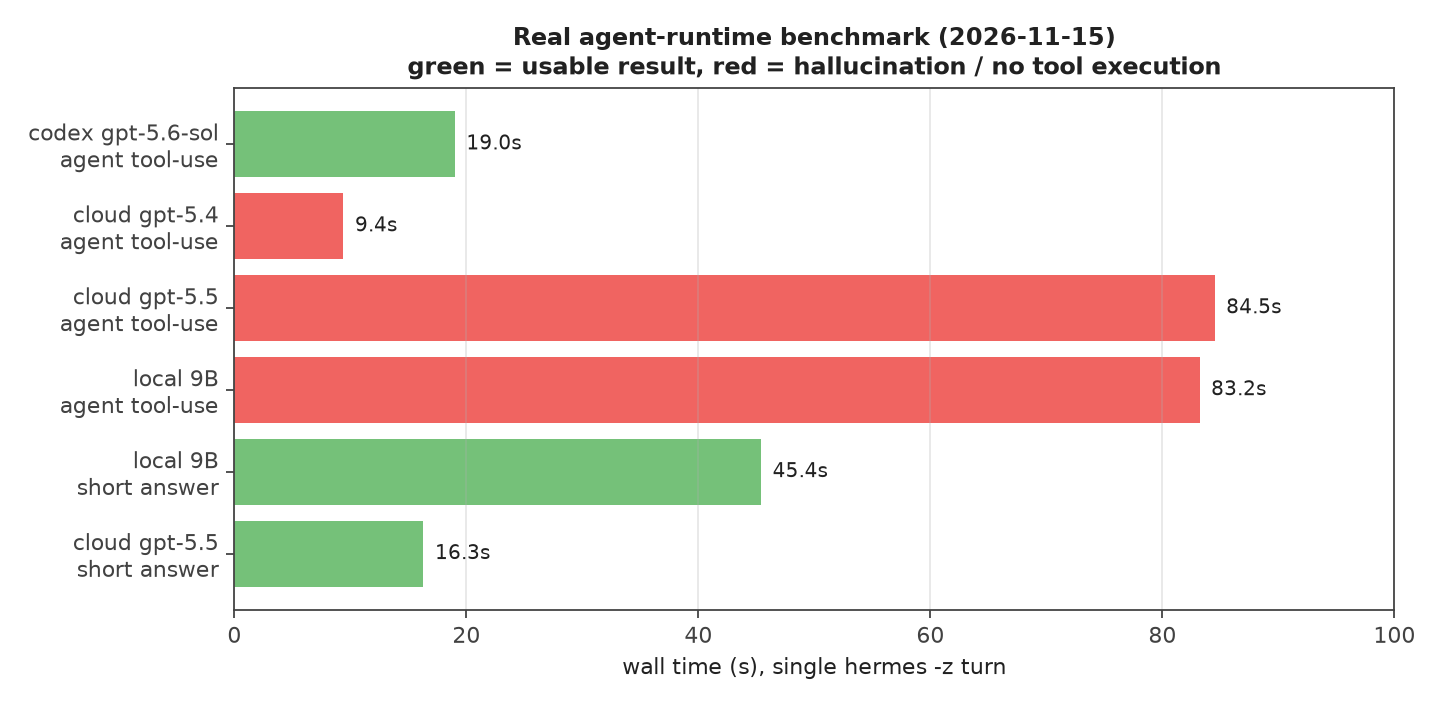 Real agent-runtime benchmark (2026-11-15)
green = usable result, red = hallucination / no tool execution
codex gpt-5.6-sol
agent tool-use
19.0s
cloud gpt-5.4
agent tool-use
9.4s
cloud gpt-5.5
agent tool-use
84.5s
local 9B
agent tool-use
83.2s
local 9B
short answer
45.4s
cloud gpt-5.5
short answer
16.3s
0 20 40 60 80 100
wall time (s), single hermes -z turn